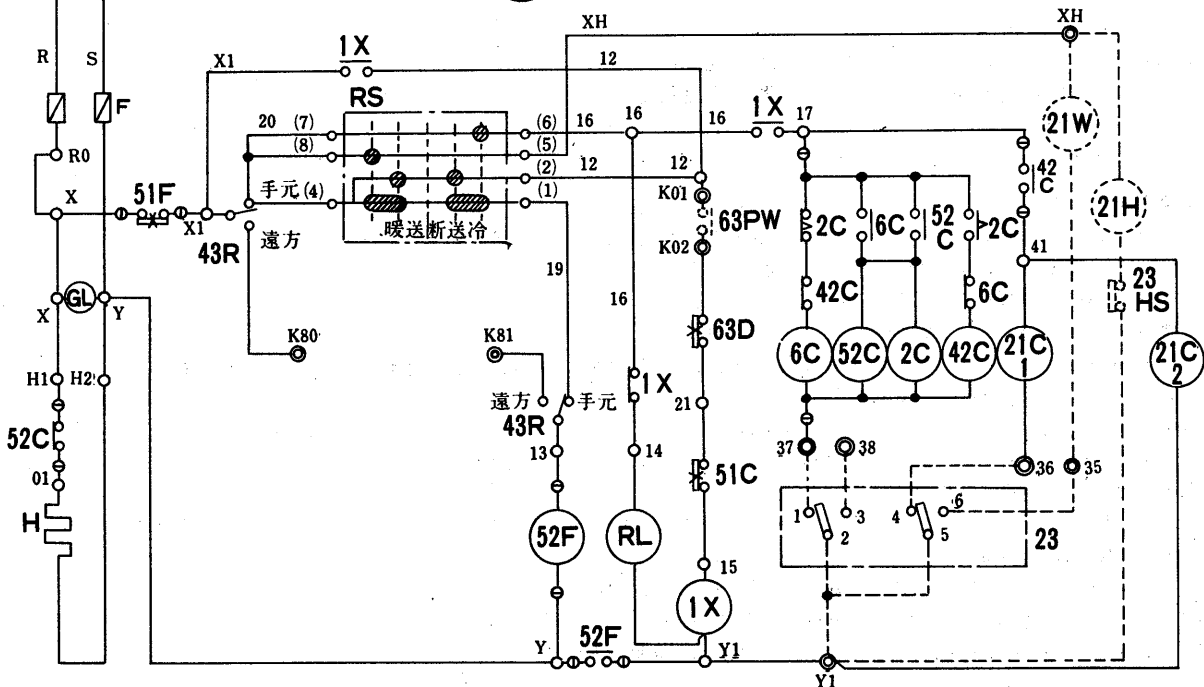 XH
XH
R
S
F
R0
X
51F
X1
X1
1X
12
RS
20
(7)
(8)
手元 (4)
(6)
(5)
(2)
(1)
16
16
16
12
12
1X
17
暖送断送冷
43R
遠方
K01
K02
63PW
2C
6C
52
C
2C
42
C
41
42C
6C
21W
21H
23
HS
19
16
GL
X
Y
K80
K81
63D
6C
52C
2C
42C
21C
1
21C
2
H1
H2
52C
01
H
遠方
手元
43R
13
1X
14
21
51C
37
38
36
35
1
2
3
4
5
6
23
52F
RL
15
1X
Y
52F
Y1
Y1